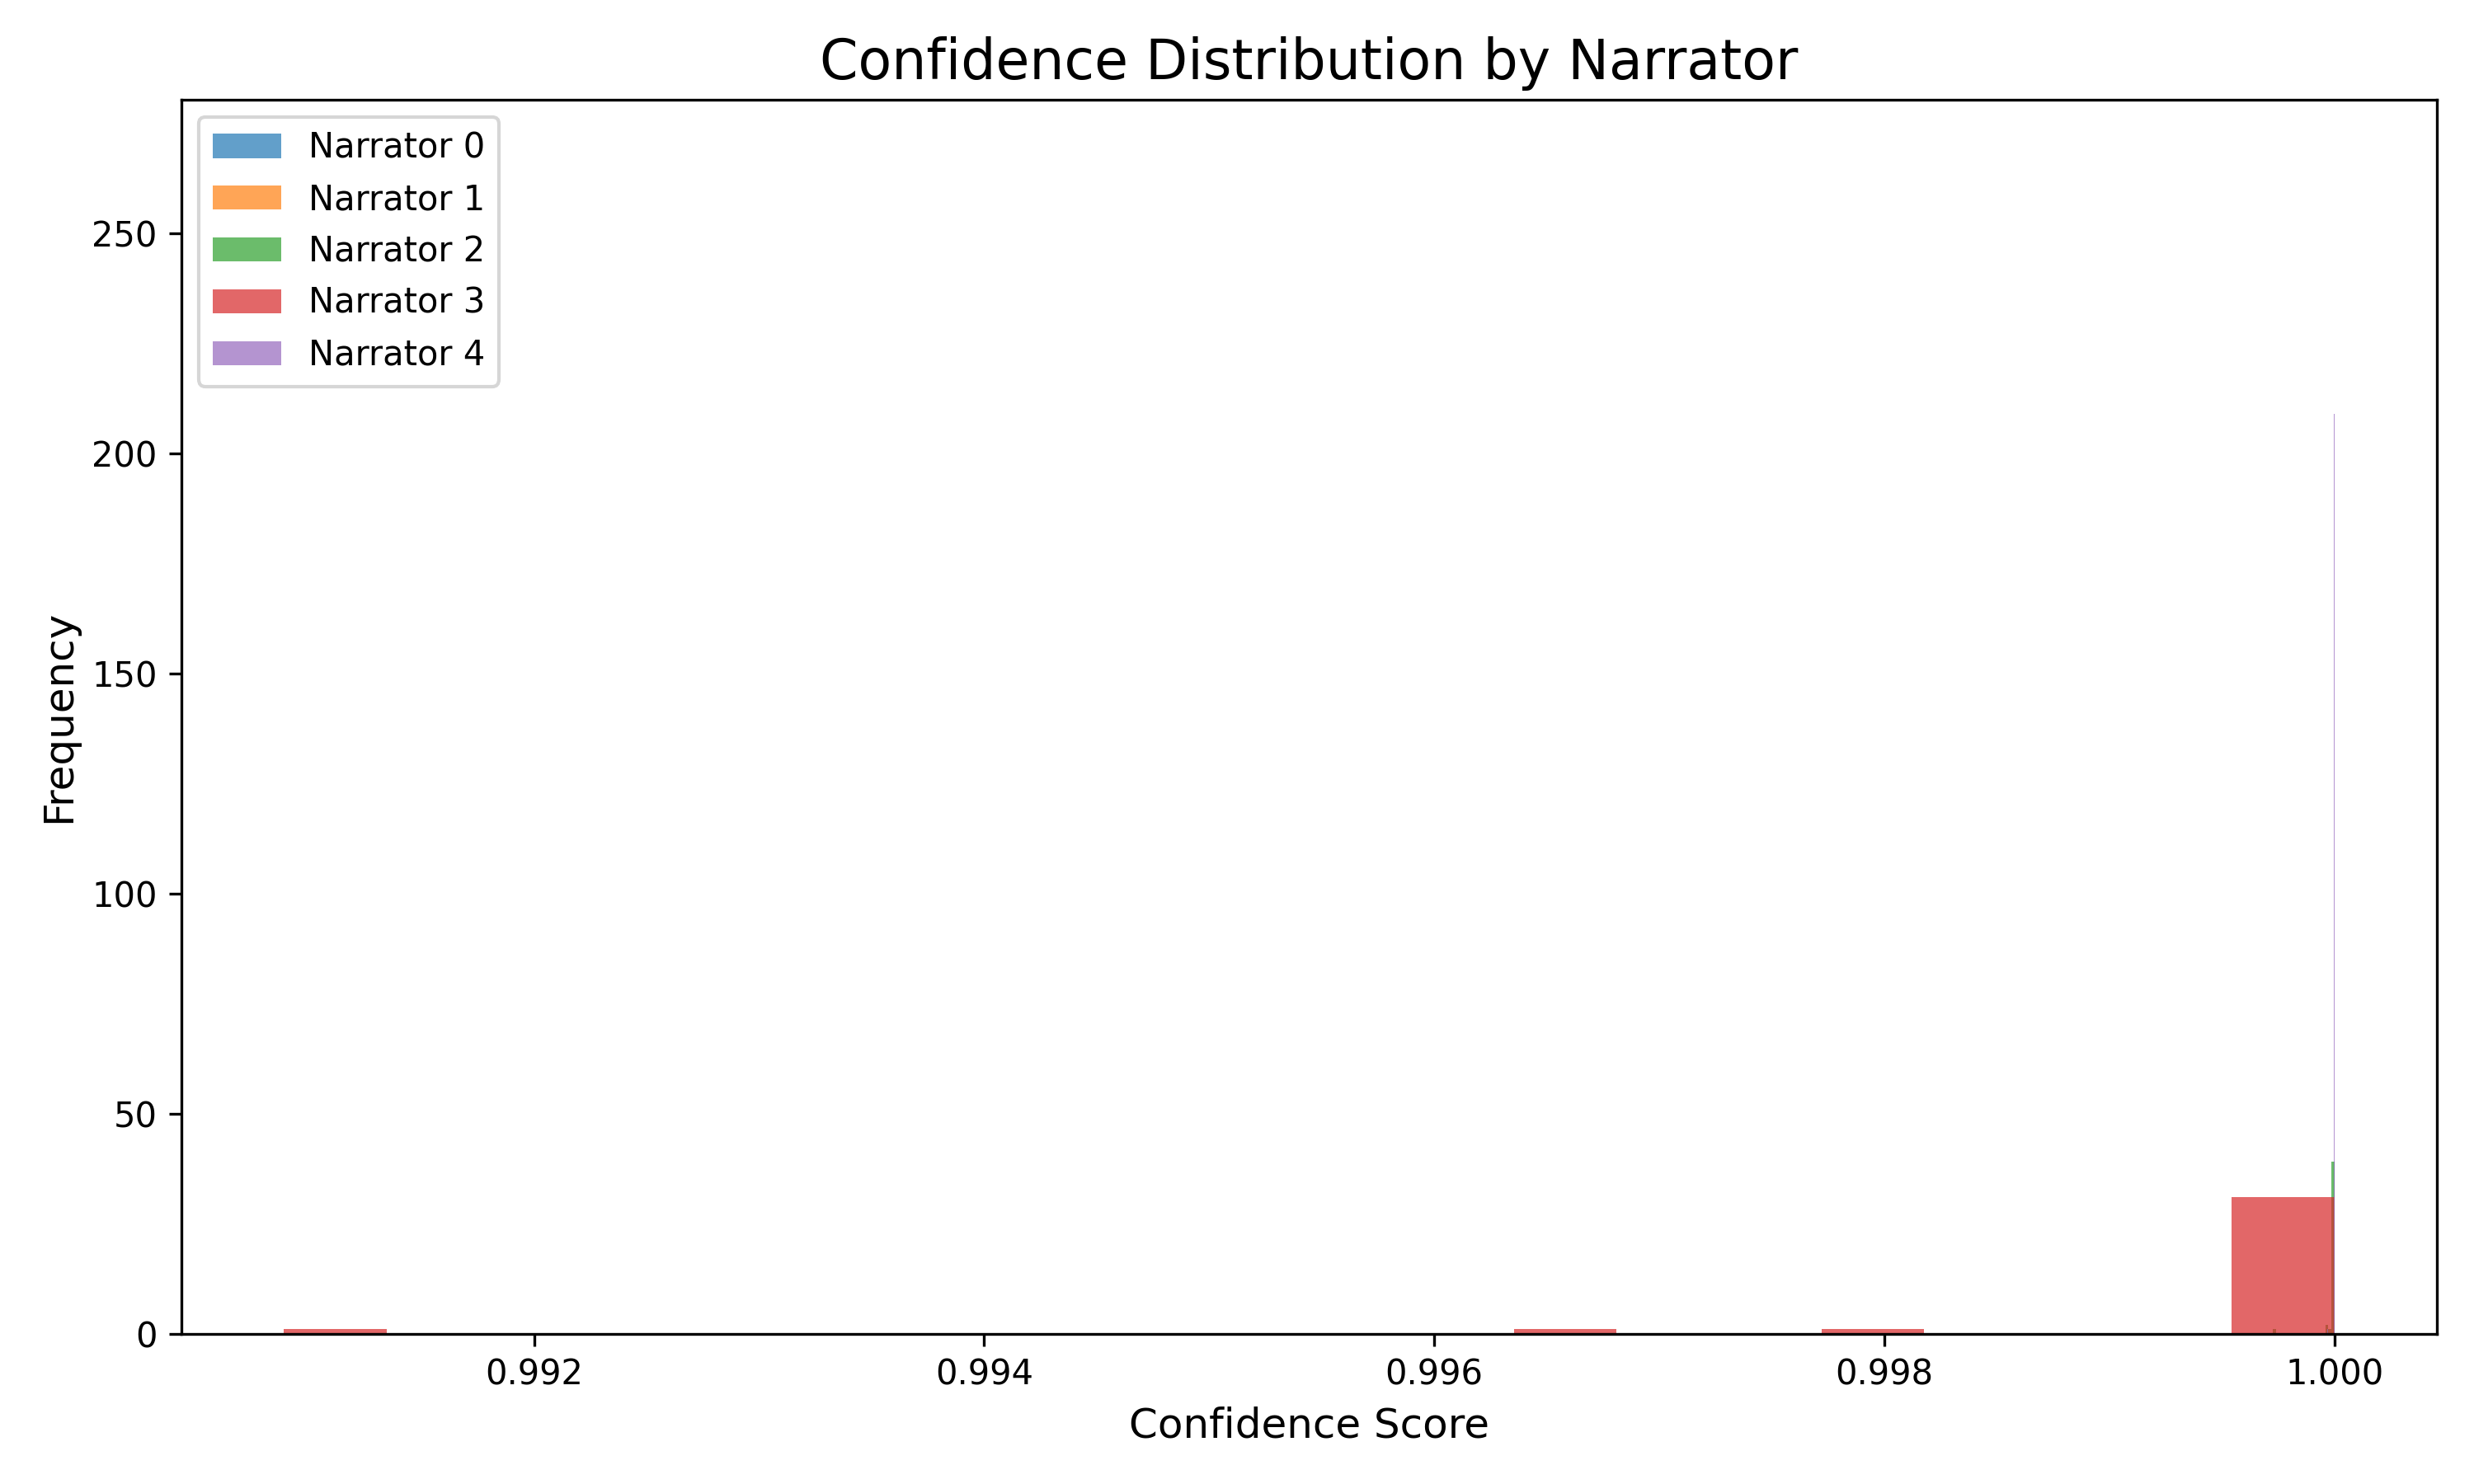 Confidence Distribution by Narrator
Narrator 0
Narrator 1
Narrator 2
Narrator 3
Narrator 4
250
200
150
100
50
0
Frequency
0.992 0.994 0.996 0.998 1.000
Confidence Score